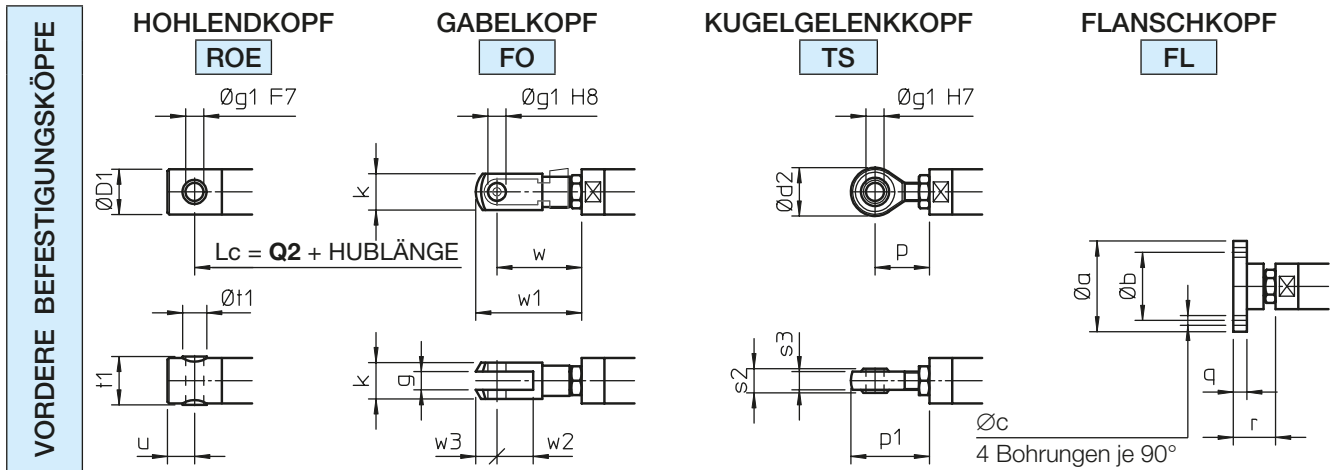 VORDERE BEFESTIGUNGSKÖPFE
HOHLENDKOPF
ROE
GABELKOPF
FO
KUGELGELENKKOPF
TS
FLANSCHKOPF
FL
Øg1 F7
Øg1 H8
Øg1 H7
ØD1
k
Ød2
Lc = Q2 + HUBLÄNGE
w
w1
p
Øa
Øb
Øt1
t1
u
k
g
w3
w2
s2
s3
p1
q
r
Øc
4 Bohrungen je 90°